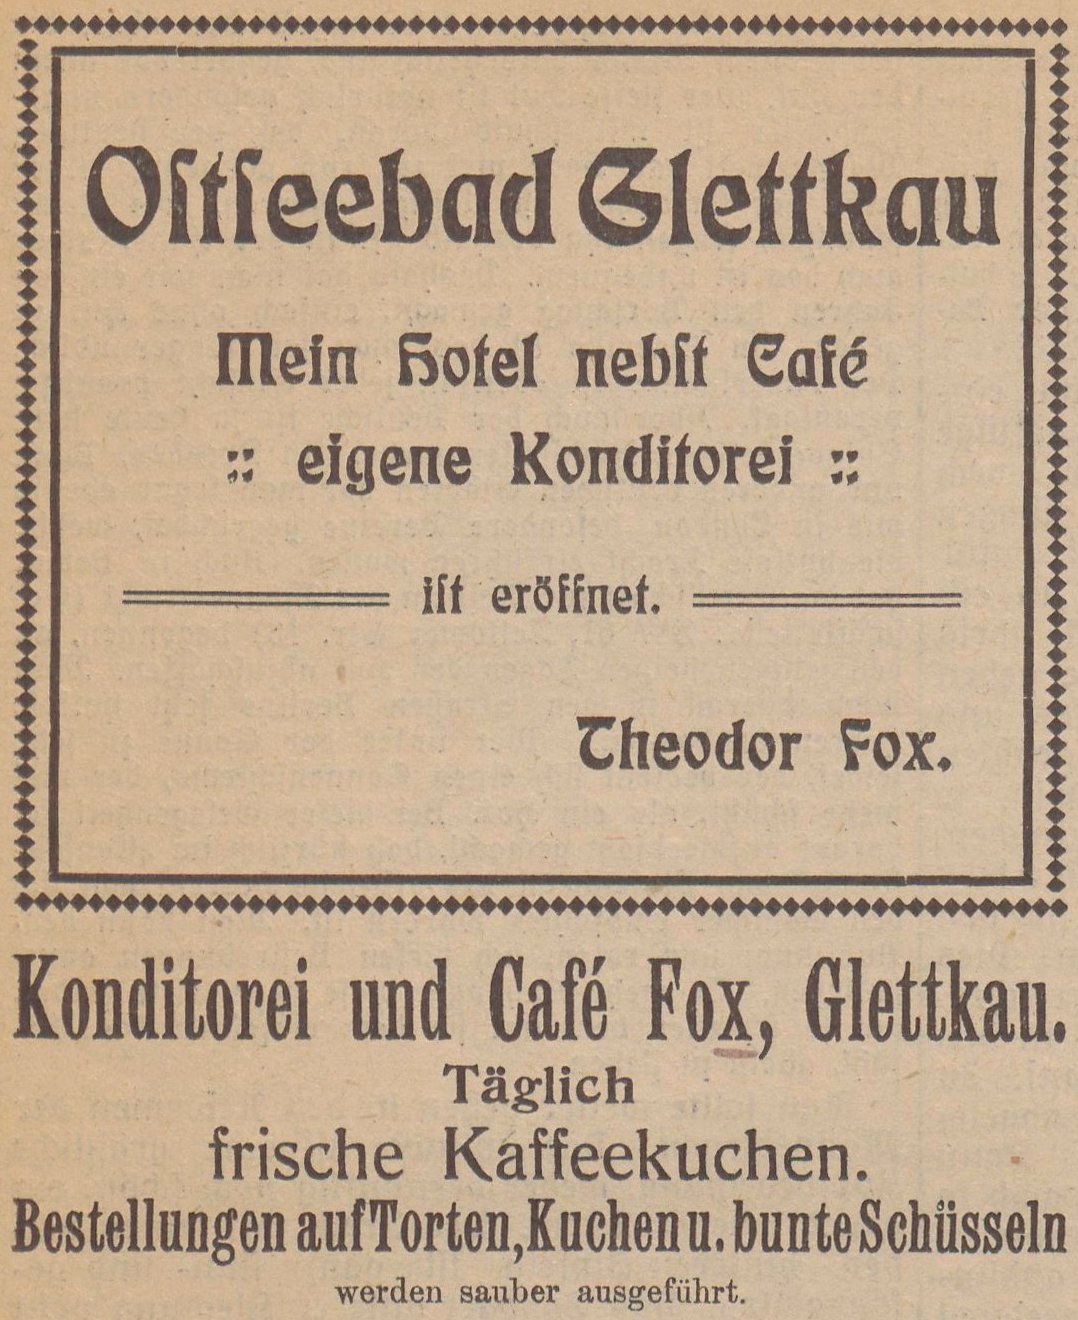 Oſtſeebad Glettkau
Mein Hotel nebſt Café
:: eigene Konditorei ::
iſt eröffnet.
Theodor Fox.
Konditorei und Café Fox, Glettkau.
Täglich
frische Kaffeekuchen.
Bestellungen auf Torten, Kuchen u. bunte Schüsseln
werden sauber ausgeführt.